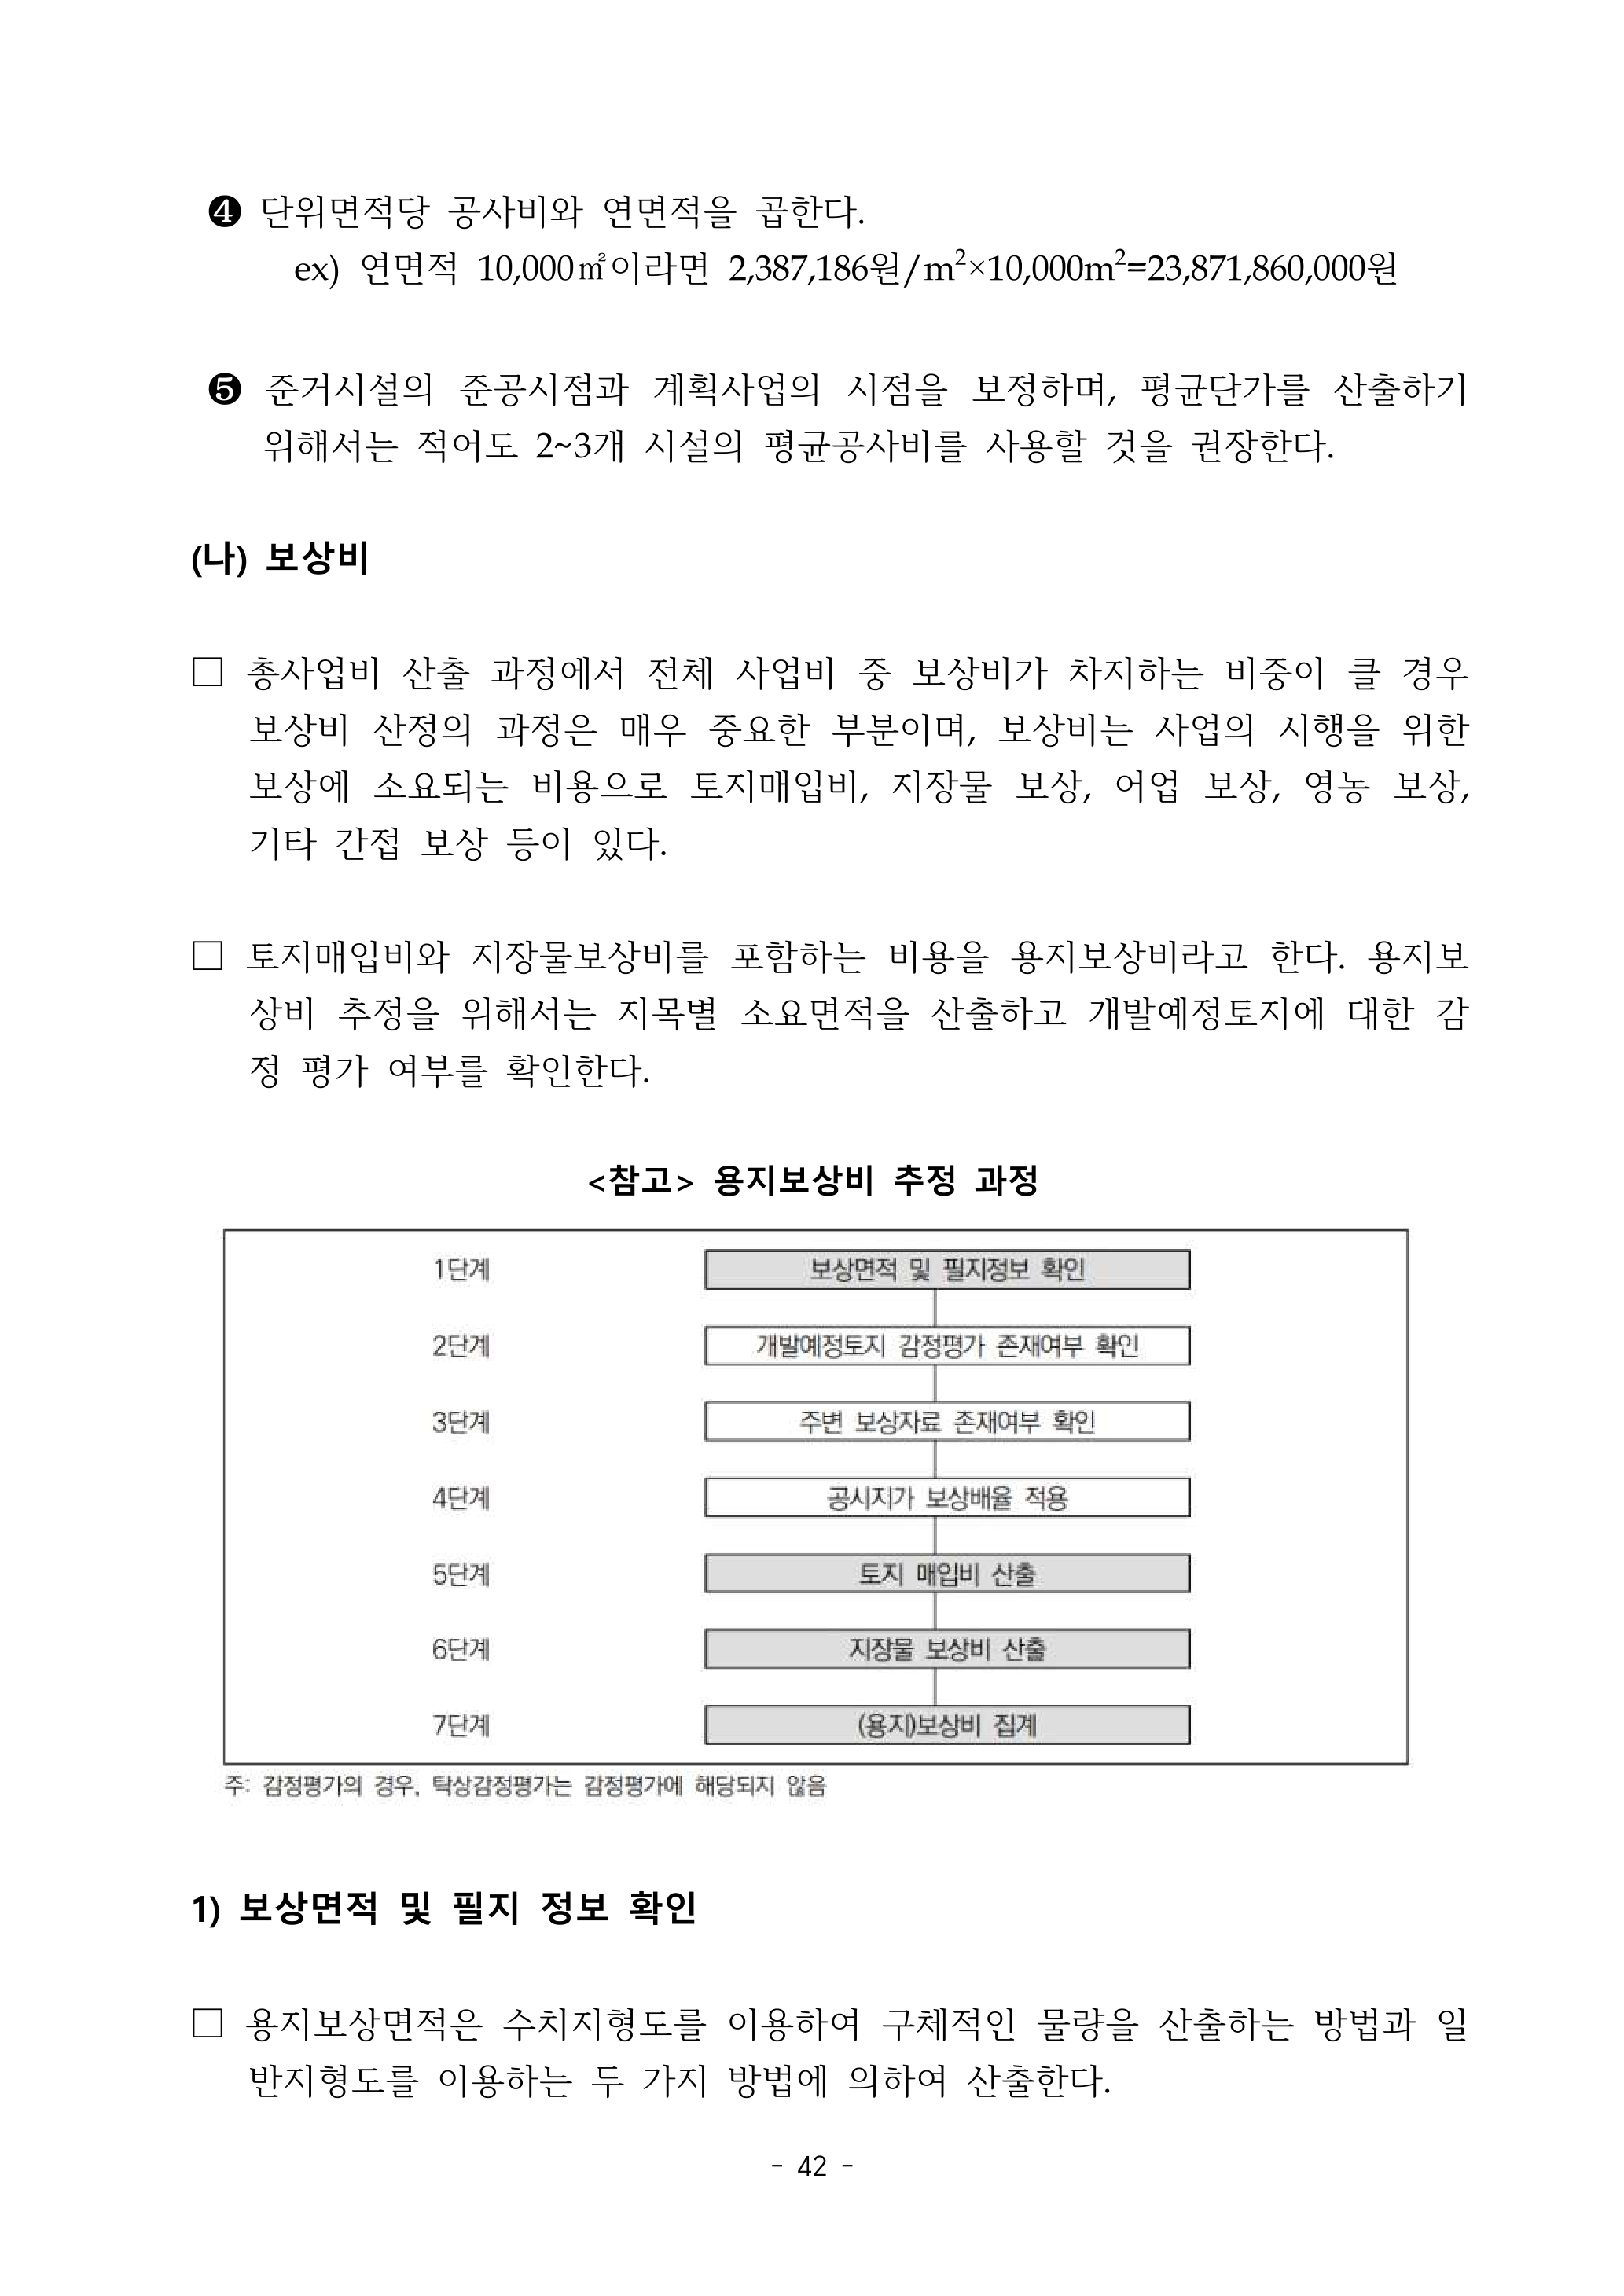 ❹ 단위면적당 공사비와 연면적을 곱한다.
ex) 연면적 10,000㎡이라면 2,387,186원/m²×10,000m²=23,871,860,000원
❺ 준거시설의 준공시점과 계획사업의 시점을 보정하며, 평균단가를 산출하기
위해서는 적어도 2~3개 시설의 평균공사비를 사용할 것을 권장한다.
(나) 보상비
□ 총사업비 산출 과정에서 전체 사업비 중 보상비가 차지하는 비중이 클 경우
보상비 산정의 과정은 매우 중요한 부분이며, 보상비는 사업의 시행을 위한
보상에 소요되는 비용으로 토지매입비, 지장물 보상, 어업 보상, 영농 보상,
기타 간접 보상 등이 있다.
□ 토지매입비와 지장물보상비를 포함하는 비용을 용지보상비라고 한다. 용지보
상비 추정을 위해서는 지목별 소요면적을 산출하고 개발예정토지에 대한 감
정 평가 여부를 확인한다.
<참고> 용지보상비 추정 과정
1단계 보상면적 및 필지정보 확인
2단계 개발예정토지 감정평가 존재여부 확인
3단계 주변 보상자료 존재여부 확인
4단계 공시지가 보상배율 적용
5단계 토지 매입비 산출
6단계 지장물 보상비 산출
7단계 (용지)보상비 집계
주: 감정평가의 경우, 탁상감정평가는 감정평가에 해당되지 않음
1) 보상면적 및 필지 정보 확인
□ 용지보상면적은 수치지형도를 이용하여 구체적인 물량을 산출하는 방법과 일
반지형도를 이용하는 두 가지 방법에 의하여 산출한다.
- 42 -